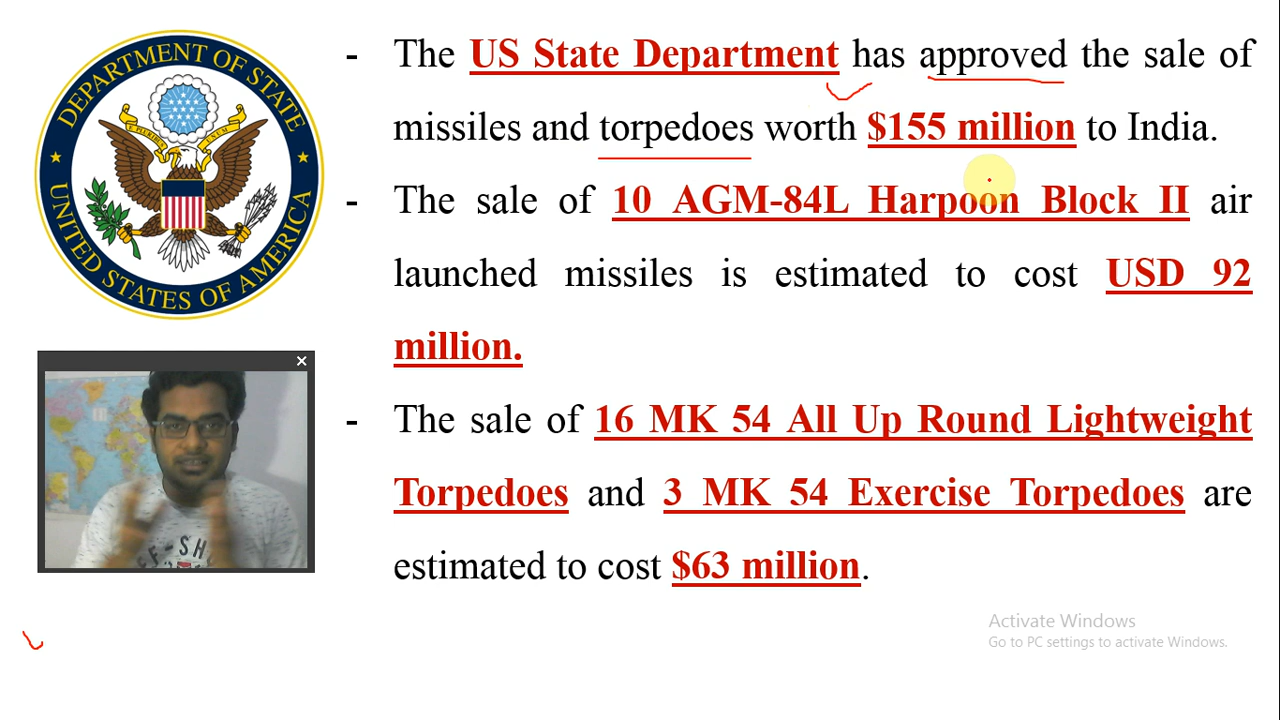 DEPARTMENT OF STATE
UNITED STATES OF AMERICA
- The US State Department has approved the sale of
missiles and torpedoes worth $155 million to India.
- The sale of 10 AGM-84L Harpoon Block II air
launched missiles is estimated to cost USD 92
million.
- The sale of 16 MK 54 All Up Round Lightweight
Torpedoes and 3 MK 54 Exercise Torpedoes are
estimated to cost $63 million.
Activate Windows
Go to PC settings to activate Windows.